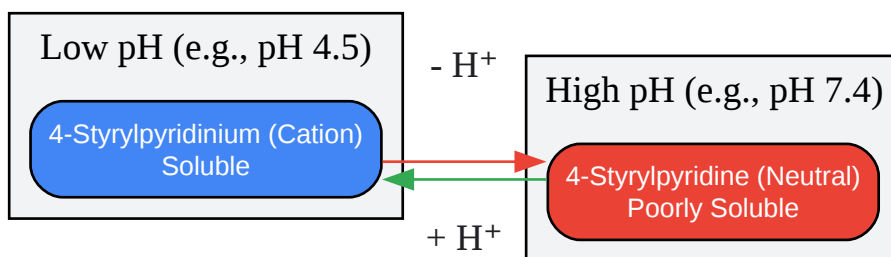 Low pH (e.g., pH 4.5)
4-Styrylpyridinium (Cation)
Soluble
- H⁺
+ H⁺
High pH (e.g., pH 7.4)
4-Styrylpyridine (Neutral)
Poorly Soluble